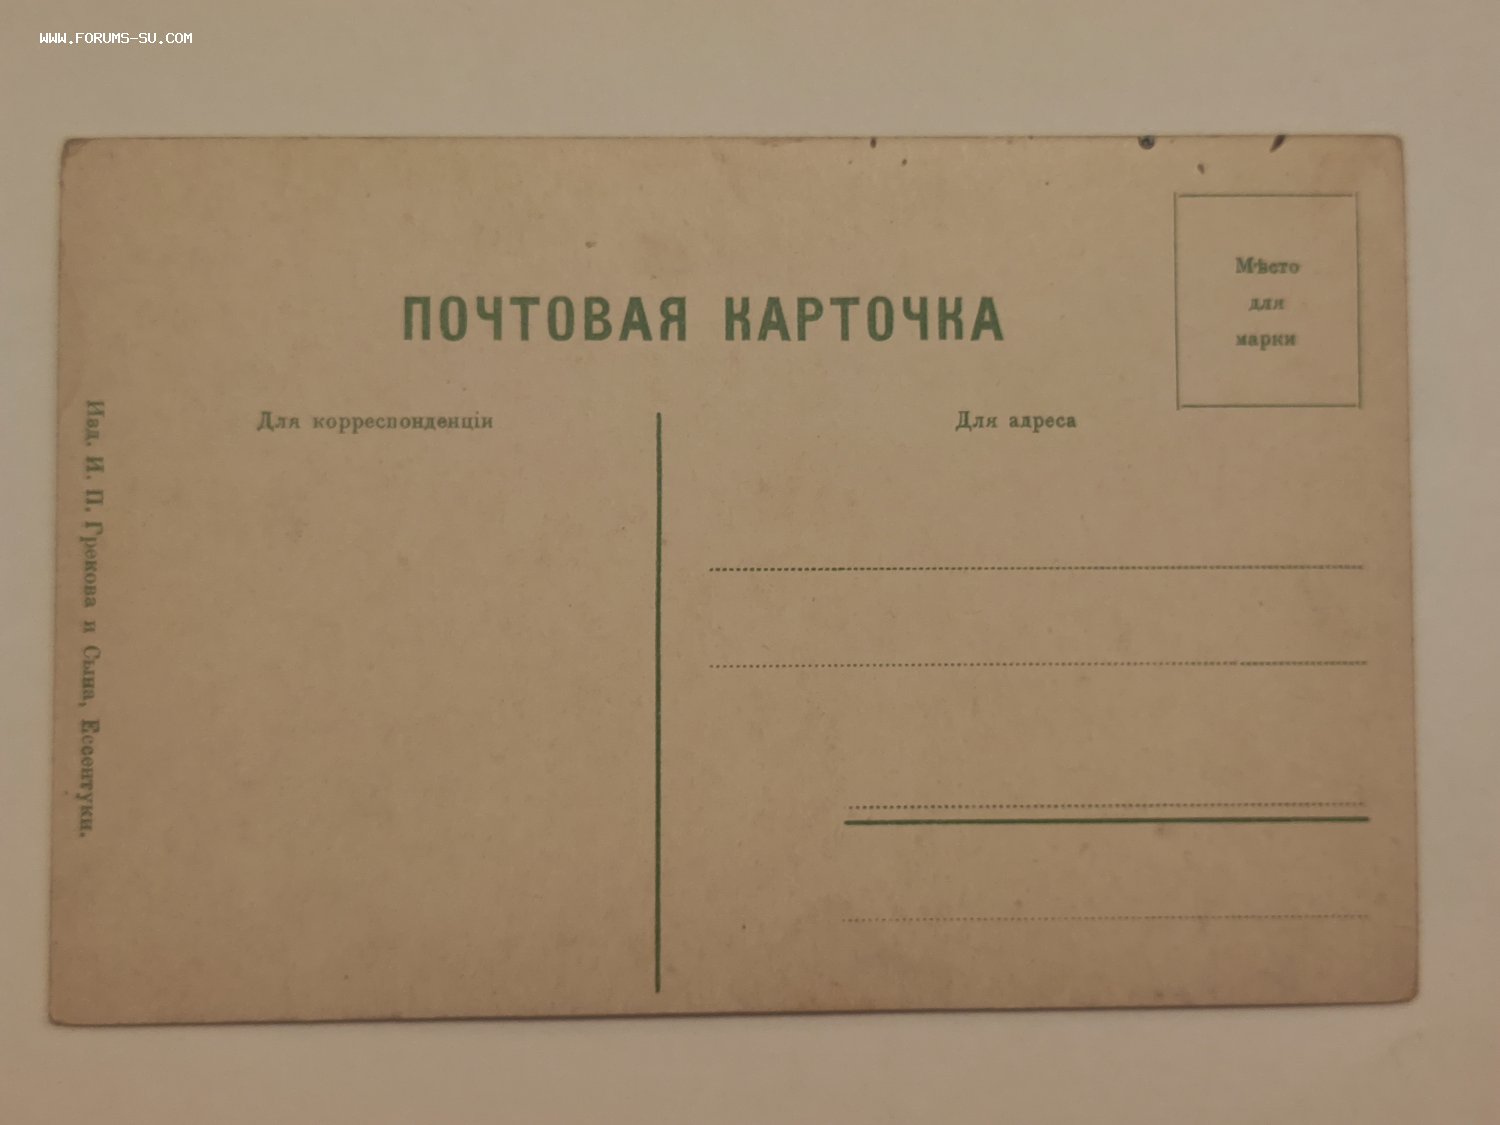 WWW.FORUMS-SU.COM
ПОЧТОВАЯ КАРТОЧКА
Мѣсто
для
марки
Для корреспонденціи
Для адреса
Изд. И. П. Грекова и Сына, Ессентуки.